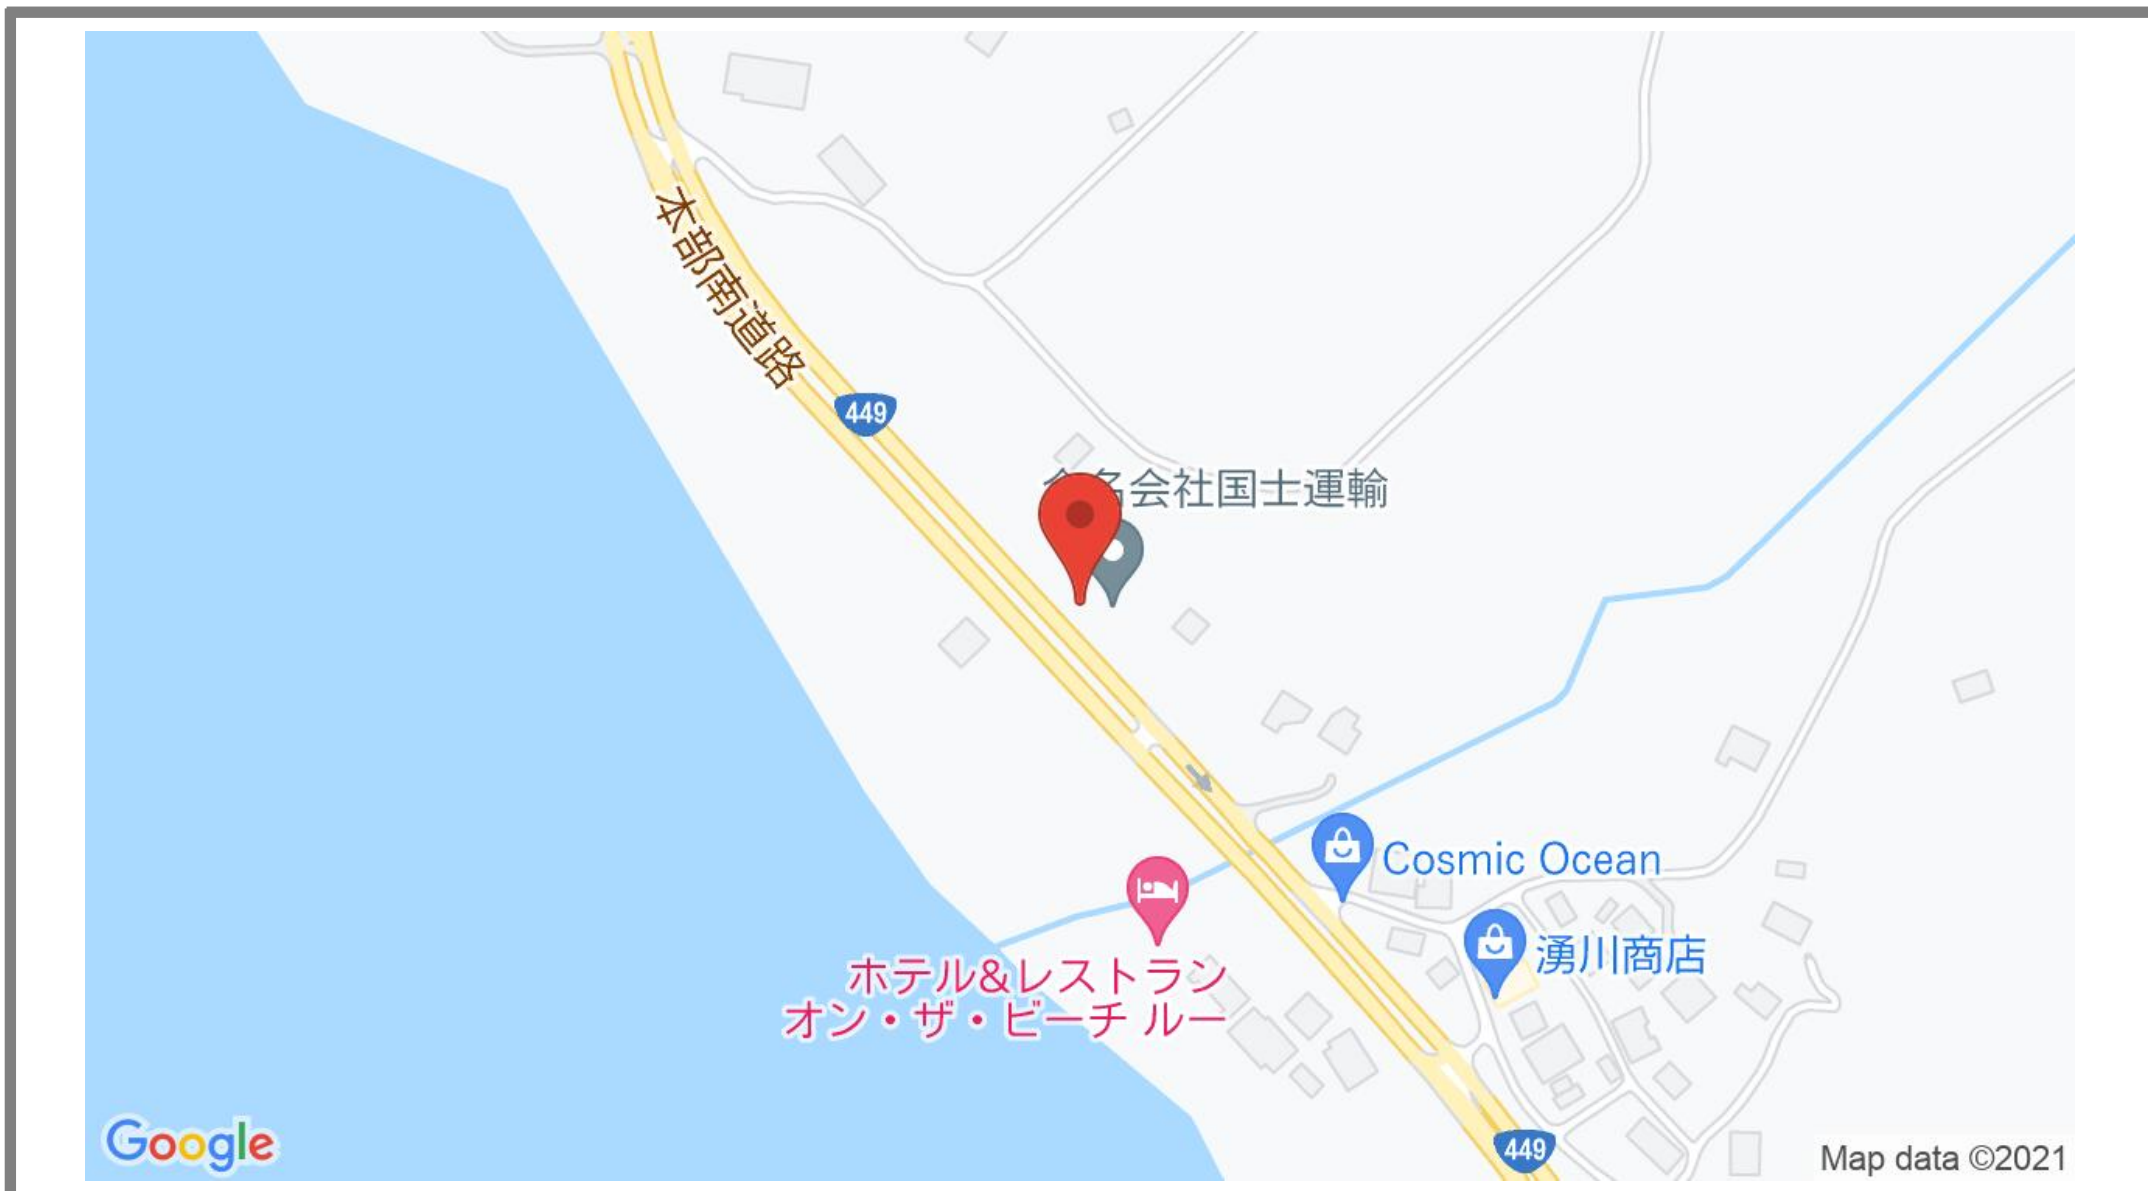 本部南道路
449
会社国士運輸
Cosmic Ocean
湧川商店
ホテル&レストラン
オン・ザ・ビーチ ルー
449
Google
Map data ©2021